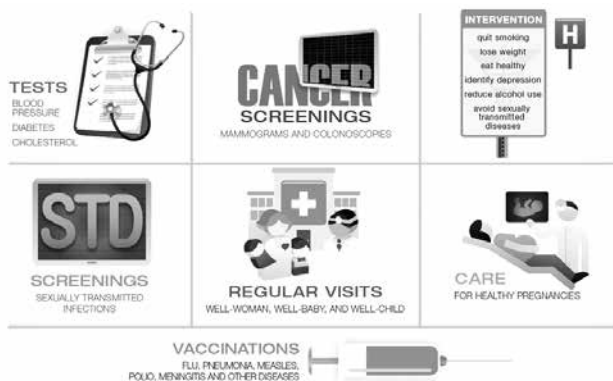 TESTS
BLOOD
PRESSURE
DIABETES
CHOLESTEROL
CANCER
SCREENINGS
MAMMOGRAMS AND COLONOSCOPIES
INTERVENTION
quit smoking
lose weight
eat healthy
identify depression
reduce alcohol use
avoid sexually
transmitted
diseases
H
STD
SCREENINGS
SEXUALLY TRANSMITTED
INFECTIONS
REGULAR VISITS
WELL-WOMAN, WELL-BABY, AND WELL-CHILD
CARE
FOR HEALTHY PREGNANCIES
VACCINATIONS
FLU, PNEUMONIA, MEASLES,
POLIO, MENINGITIS AND OTHER DISEASES